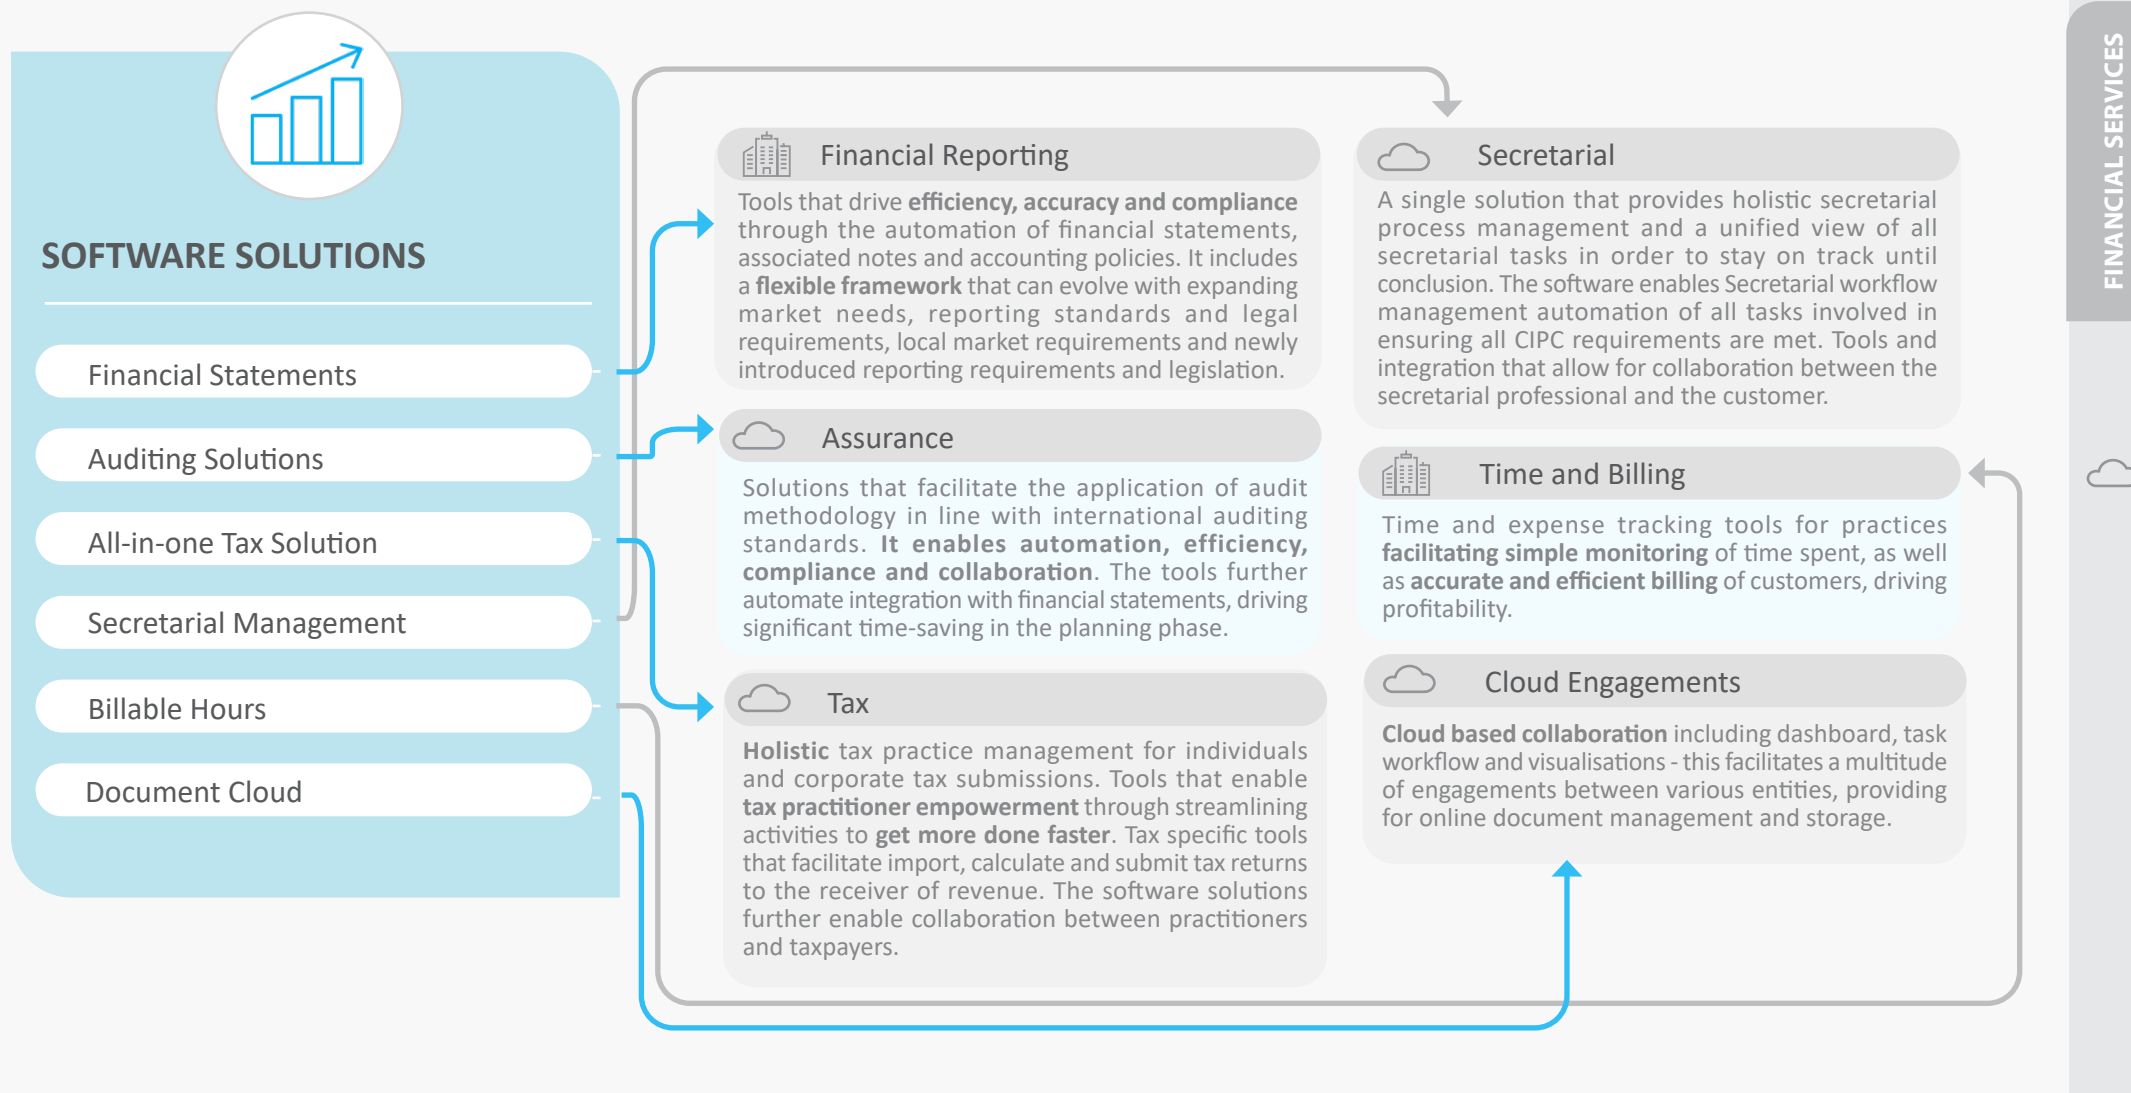 SOFTWARE SOLUTIONS
Financial Statements
Auditing Solutions
All-in-one Tax Solution
Secretarial Management
Billable Hours
Document Cloud
Financial Reporting
Tools that drive efficiency, accuracy and compliance
through the automation of financial statements,
associated notes and accounting policies. It includes
a flexible framework that can evolve with expanding
market needs, reporting standards and legal
requirements, local market requirements and newly
introduced reporting requirements and legislation.
Assurance
Solutions that facilitate the application of audit
methodology in line with international auditing
standards. It enables automation, efficiency,
compliance and collaboration. The tools further
automate integration with financial statements, driving
significant time-saving in the planning phase.
Tax
Holistic tax practice management for individuals
and corporate tax submissions. Tools that enable
tax practitioner empowerment through streamlining
activities to get more done faster. Tax specific tools
that facilitate import, calculate and submit tax returns
to the receiver of revenue. The software solutions
further enable collaboration between practitioners
and taxpayers.
Secretarial
A single solution that provides holistic secretarial
process management and a unified view of all
secretarial tasks in order to stay on track until
conclusion. The software enables Secretarial workflow
management automation of all tasks involved in
ensuring all CIPC requirements are met. Tools and
integration that allow for collaboration between the
secretarial professional and the customer.
Time and Billing
Time and expense tracking tools for practices
facilitating simple monitoring of time spent, as well
as accurate and efficient billing of customers, driving
profitability.
Cloud Engagements
Cloud based collaboration including dashboard, task
workflow and visualisations - this facilitates a multitude
of engagements between various entities, providing
for online document management and storage.
FINANCIAL SERVICES